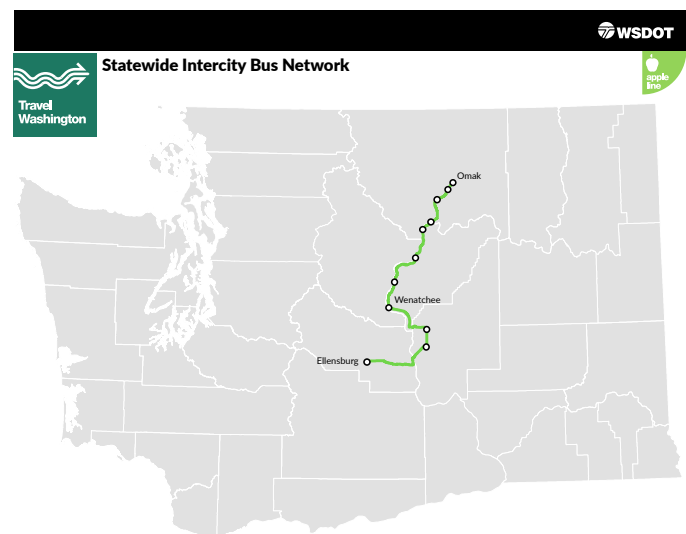 WSDOT
Statewide Intercity Bus Network
apple
line
Travel
Washington
Omak
Wenatchee
Ellensburg